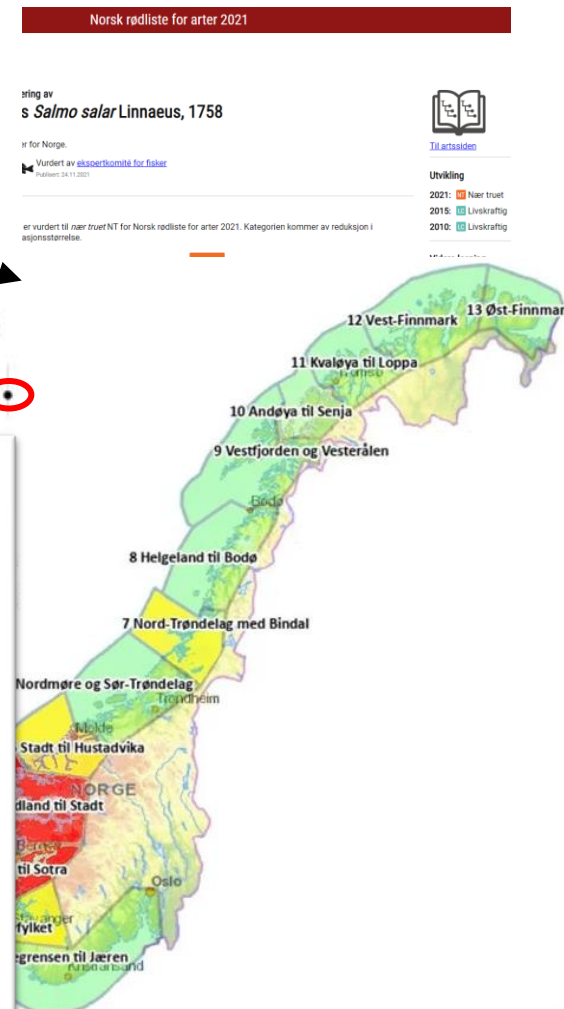 Norsk rødliste for arter 2021
ering av
s Salmo salar Linnaeus, 1758
er for Norge.
Vurdert av ekspertkomité for fisker
Publisert 24.11.2021
Til artssiden
Utvikling
2021: NT Nær truet
2015: LC Livskraftig
2010: LC Livskraftig
er vurdert til nær truet NT for Norsk rødliste for arter 2021. Kategorien kommer av reduksjon i
asjonsstørrelse.
13 Øst-Finnmar
12 Vest-Finnmark
11 Kvaløya til Loppa
10 Andøya til Senja
9 Vestfjorden og Vesterålen
Bodø
8 Helgeland til Bodø
7 Nord-Trøndelag med Bindal
Nordmøre og Sør-Trøndelag
Trondheim
Molde
Stadt til Hustadvika
NORGE
dland til Stadt
til Sotra
Oslo
fylket
egrensen til Jæren